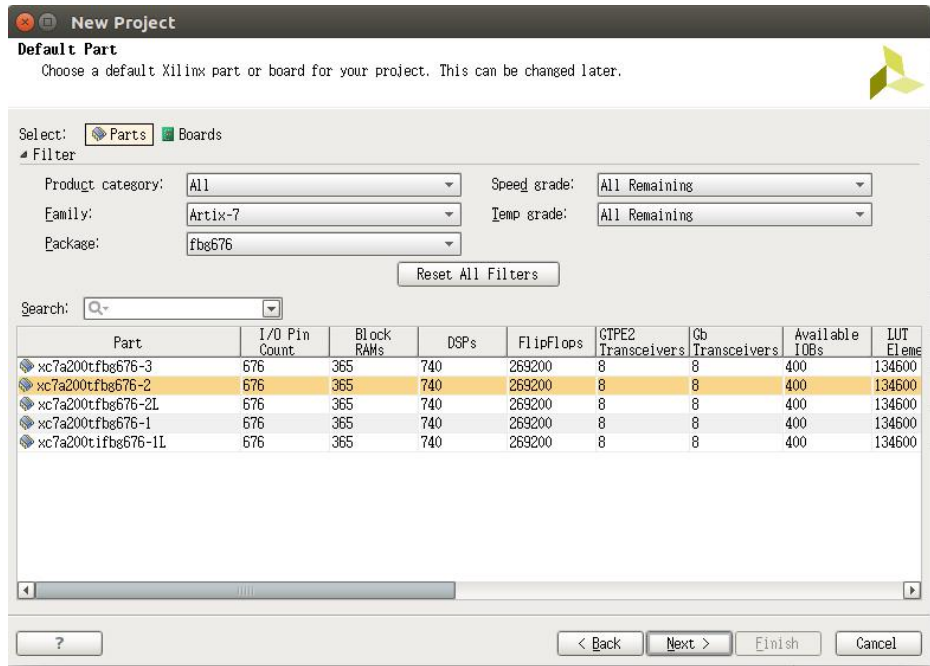 New Project
Default Part
Choose a default Xilinx part or board for your project. This can be changed later.
Select: Parts Boards
Filter
Product category: All Speed grade: All Remaining
Family: Artix-7 Temp grade: All Remaining
Package: fbg676
Reset All Filters
Search:
Part I/O Pin Count Block RAMs DSPs FlipFlops GTPE2 Transceivers Gb Transceivers Available IOBs LUT Eleme
xc7a200tfbg676-3 676 365 740 269200 8 8 400 134600
xc7a200tfbg676-2 676 365 740 269200 8 8 400 134600
xc7a200tfbg676-2L 676 365 740 269200 8 8 400 134600
xc7a200tfbg676-1 676 365 740 269200 8 8 400 134600
xc7a200tifbg676-1L 676 365 740 269200 8 8 400 134600
? < Back Next > Finish Cancel